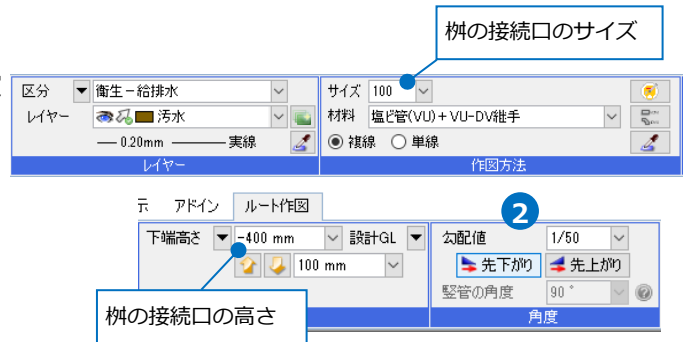 桝の接続口のサイズ
区分 衛生－給排水
レイヤー 汚水
0.20mm 実線
レイヤー
サイズ 100
材料 塩ビ管(VU)+VU-DV継手
複線 単線
作図方法
アドイン ルート作図
2
下端高さ -400 mm 設計GL
100 mm
桝の接続口の高さ
勾配値 1/50
先下がり 先上がり
竪管の角度 90 °
角度